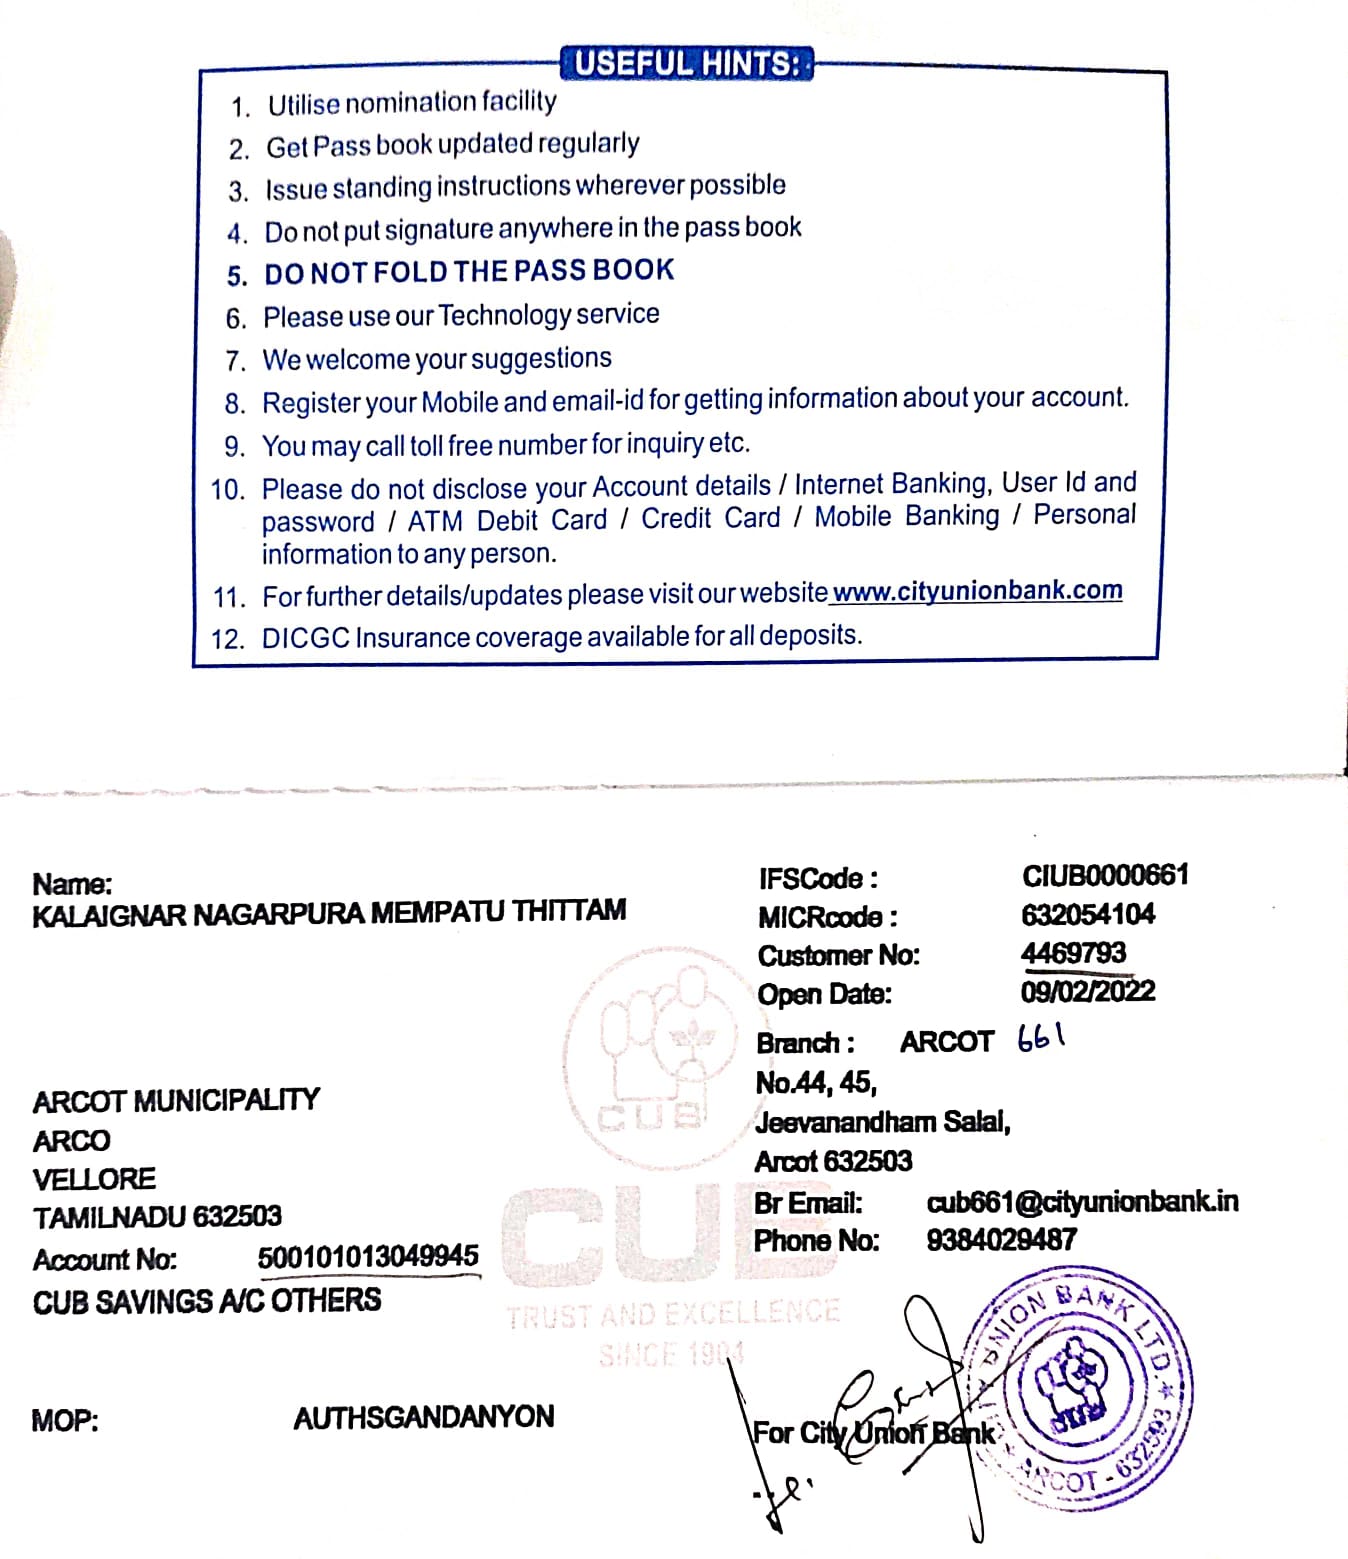 USEFUL HINTS:
1. Utilise nomination facility
2. Get Pass book updated regularly
3. Issue standing instructions wherever possible
4. Do not put signature anywhere in the pass book
5. DO NOT FOLD THE PASS BOOK
6. Please use our Technology service
7. We welcome your suggestions
8. Register your Mobile and email-id for getting information about your account.
9. You may call toll free number for inquiry etc.
10. Please do not disclose your Account details / Internet Banking, User Id and
password / ATM Debit Card / Credit Card / Mobile Banking / Personal
information to any person.
11. For further details/updates please visit our website www.cityunionbank.com
12. DICGC Insurance coverage available for all deposits.
Name:
KALAIGNAR NAGARPURA MEMPATU THITTAM
ARCOT MUNICIPALITY
ARCO
VELLORE
TAMILNADU 632503
Account No: 500101013049945
CUB SAVINGS A/C OTHERS
MOP: AUTHSGANDANYON
CUB
CUB
TRUST AND EXCELLENCE
SINCE 1904
IFSCode : CIUB0000661
MICRcode : 632054104
Customer No: 4469793
Open Date: 09/02/2022
Branch : ARCOT 661
No.44, 45,
Jeevanandham Salai,
Arcot 632503
Br Email: cub661@cityunionbank.in
Phone No: 9384029487
For City Union Bank
CITY UNION BANK LTD.
ARCOT - 632503
CUB